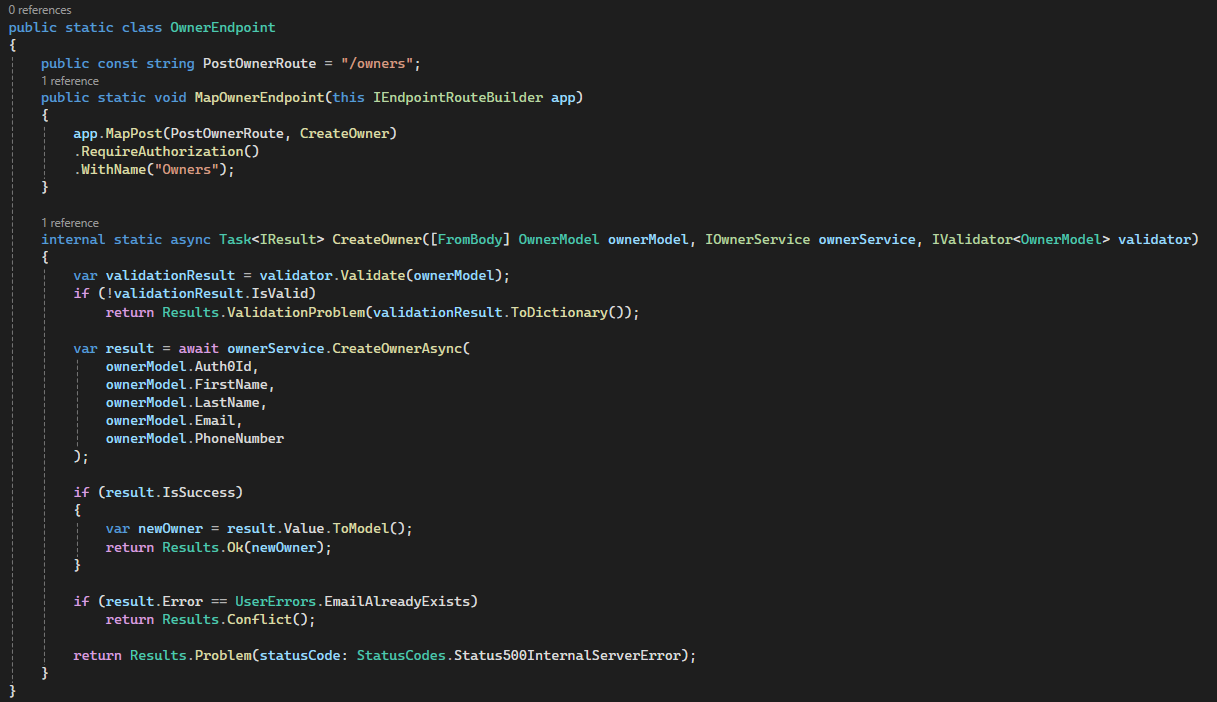 0 references
public static class OwnerEndpoint
{
public const string PostOwnerRoute = "/owners";
1 reference
public static void MapOwnerEndpoint(this IEndpointRouteBuilder app)
{
app.MapPost(PostOwnerRoute, CreateOwner)
.RequireAuthorization()
.WithName("Owners");
}
1 reference
internal static async Task<IResult> CreateOwner([FromBody] OwnerModel ownerModel, IOwnerService ownerService, IValidator<OwnerModel> validator)
{
var validationResult = validator.Validate(ownerModel);
if (!validationResult.IsValid)
return Results.ValidationProblem(validationResult.ToDictionary());
var result = await ownerService.CreateOwnerAsync(
ownerModel.Auth0Id,
ownerModel.FirstName,
ownerModel.LastName,
ownerModel.Email,
ownerModel.PhoneNumber
);
if (result.IsSuccess)
{
var newOwner = result.Value.ToModel();
return Results.Ok(newOwner);
}
if (result.Error == UserErrors.EmailAlreadyExists)
return Results.Conflict();
return Results.Problem(statusCode: StatusCodes.Status500InternalServerError);
}
}